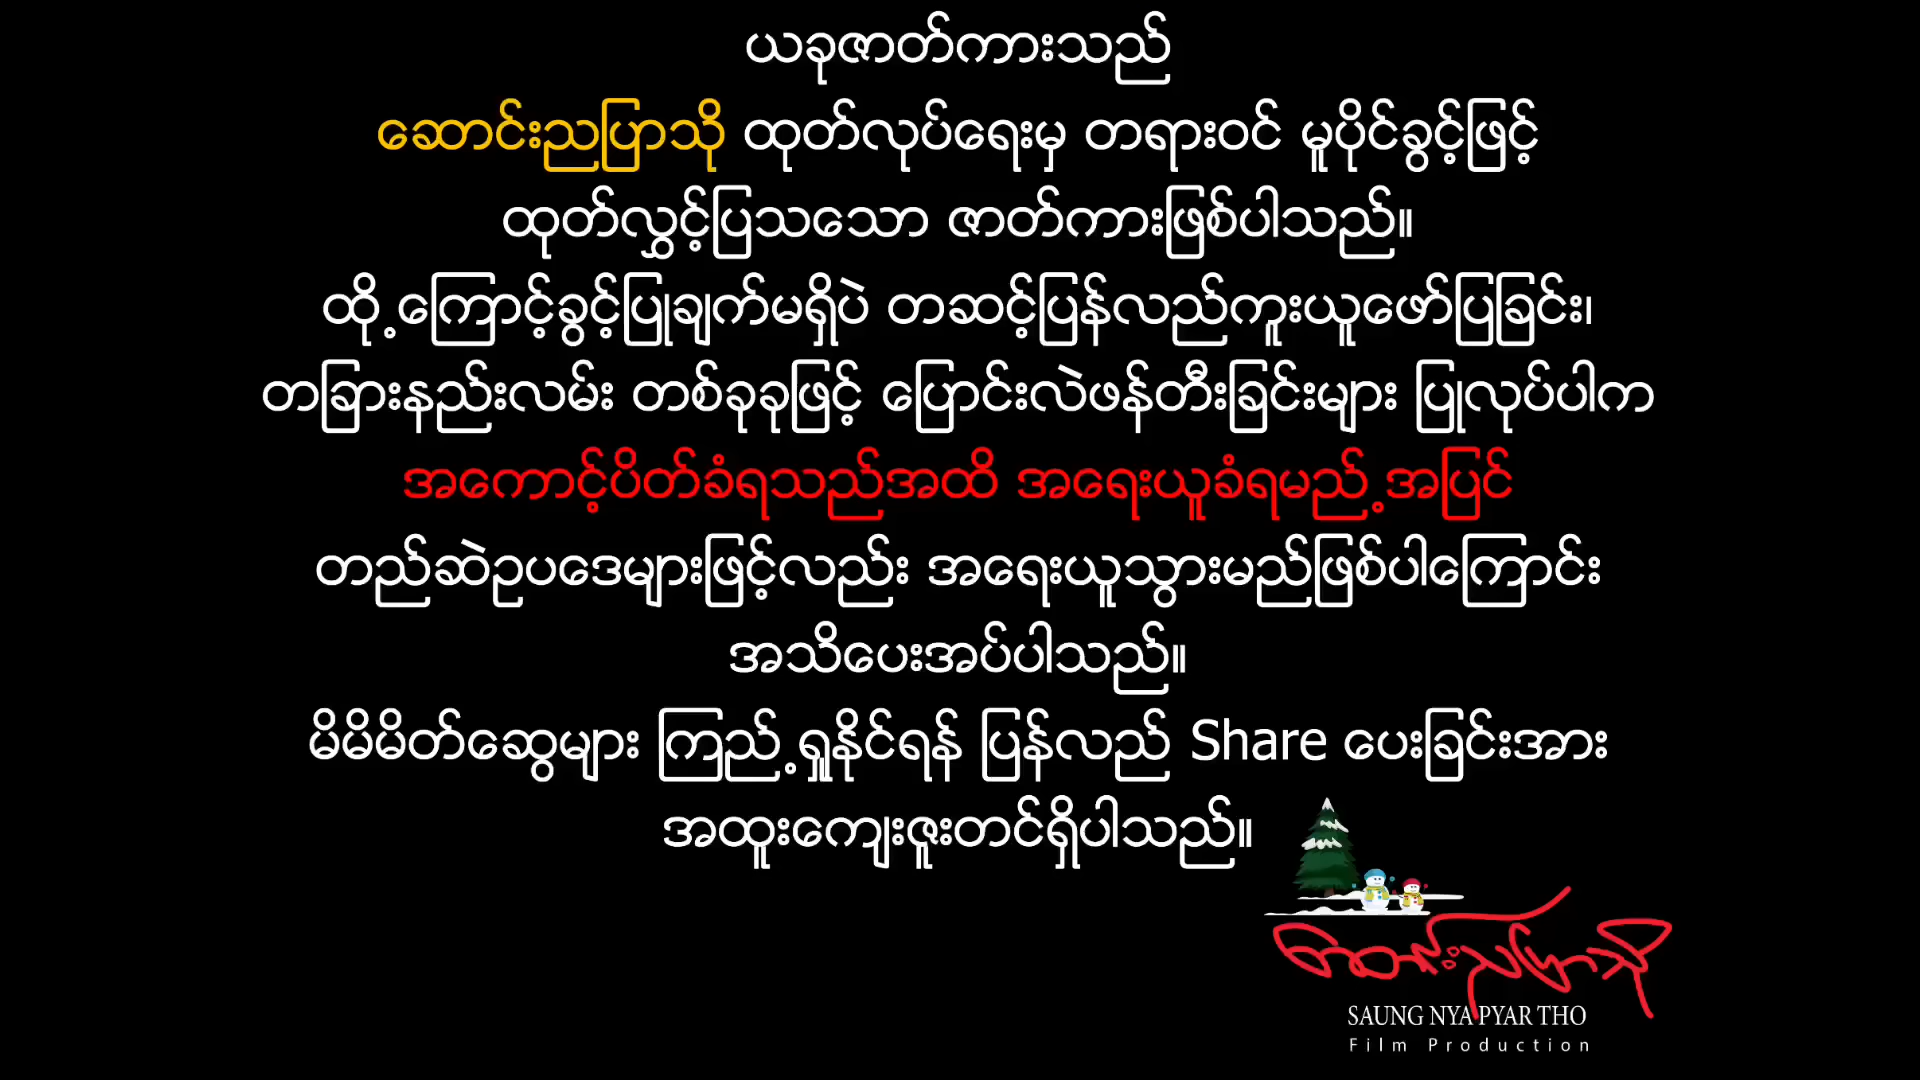 ယခုဇာတ်ကားသည်
ဆောင်းညပြာသို ထုတ်လုပ်ရေးမှ တရားဝင် မူပိုင်ခွင့်ဖြင့်
ထုတ်လွှင့်ပြသသော ဇာတ်ကားဖြစ်ပါသည်။
ထို့ကြောင့်ခွင့်ပြုချက်မရှိပဲ တဆင့်ပြန်လည်ကူးယူဖော်ပြခြင်း၊
တခြားနည်းလမ်း တစ်ခုခုဖြင့် ပြောင်းလဲဖန်တီးခြင်းများ ပြုလုပ်ပါက
အကောင့်ပိတ်ခံရသည်အထိ အရေးယူခံရမည့်အပြင်
တည်ဆဲဥပဒေများဖြင့်လည်း အရေးယူသွားမည်ဖြစ်ပါကြောင်း
အသိပေးအပ်ပါသည်။
မိမိမိတ်ဆွေများ ကြည့်ရှုနိုင်ရန် ပြန်လည် Share ပေးခြင်းအား
အထူးကျေးဇူးတင်ရှိပါသည်။
ဆောင်းညပြာသို
SAUNG NYA PYAR THO
Film Production